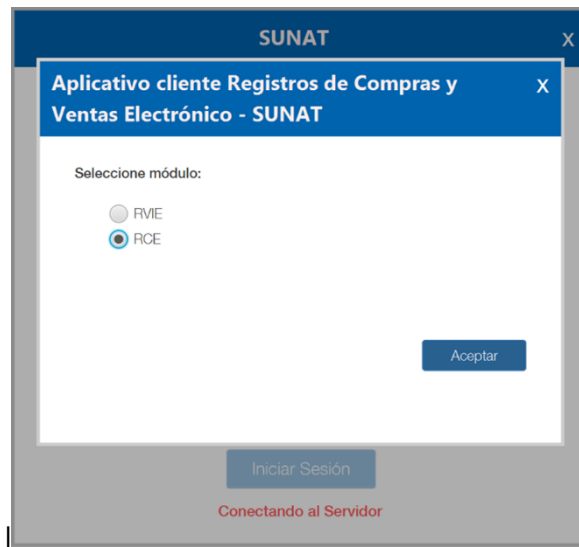 SUNAT
X
Aplicativo cliente Registros de Compras y
X
Ventas Electrónico - SUNAT
Seleccione módulo:
RVIE
RCE
Aceptar
Iniciar Sesión
Conectando al Servidor